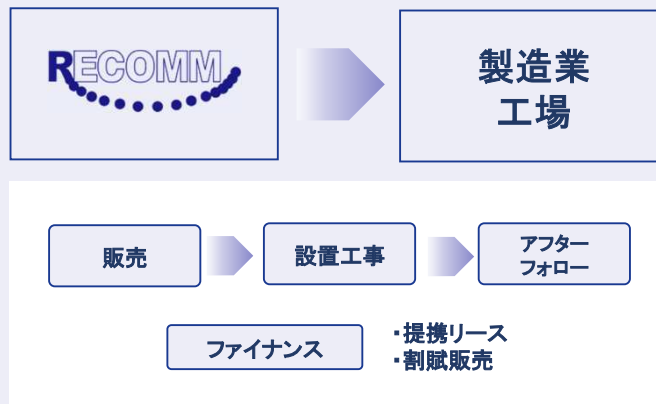 RECOMM
製造業
工場
販売
設置工事
アフター
フォロー
ファイナンス
・提携リース
・割賦販売